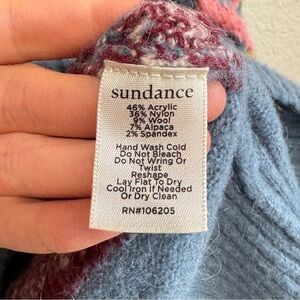 sundance
46% Acrylic
36% Nylon
9% Wool
7% Alpaca
2% Spandex
Hand Wash Cold
Do Not Bleach
Do Not Wring Or
Twist
Reshape
Lay Flat To Dry
Cool Iron If Needed
Or Dry Clean
RN#106205